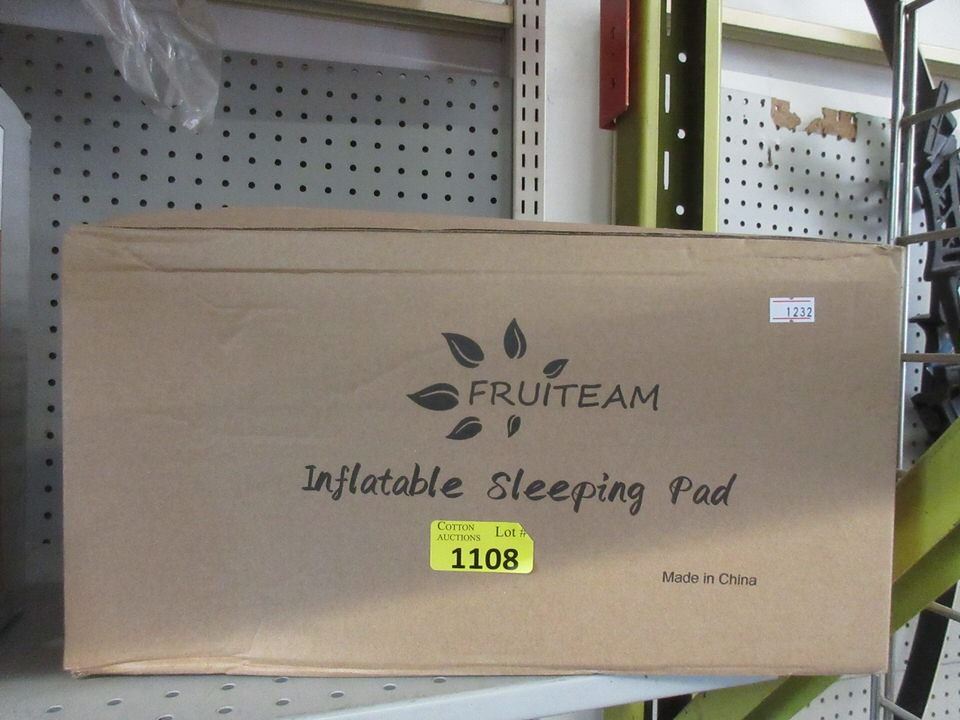 1232
FRUITEAM
Inflatable Sleeping Pad
COTTON AUCTIONS Lot #
1108
Made in China